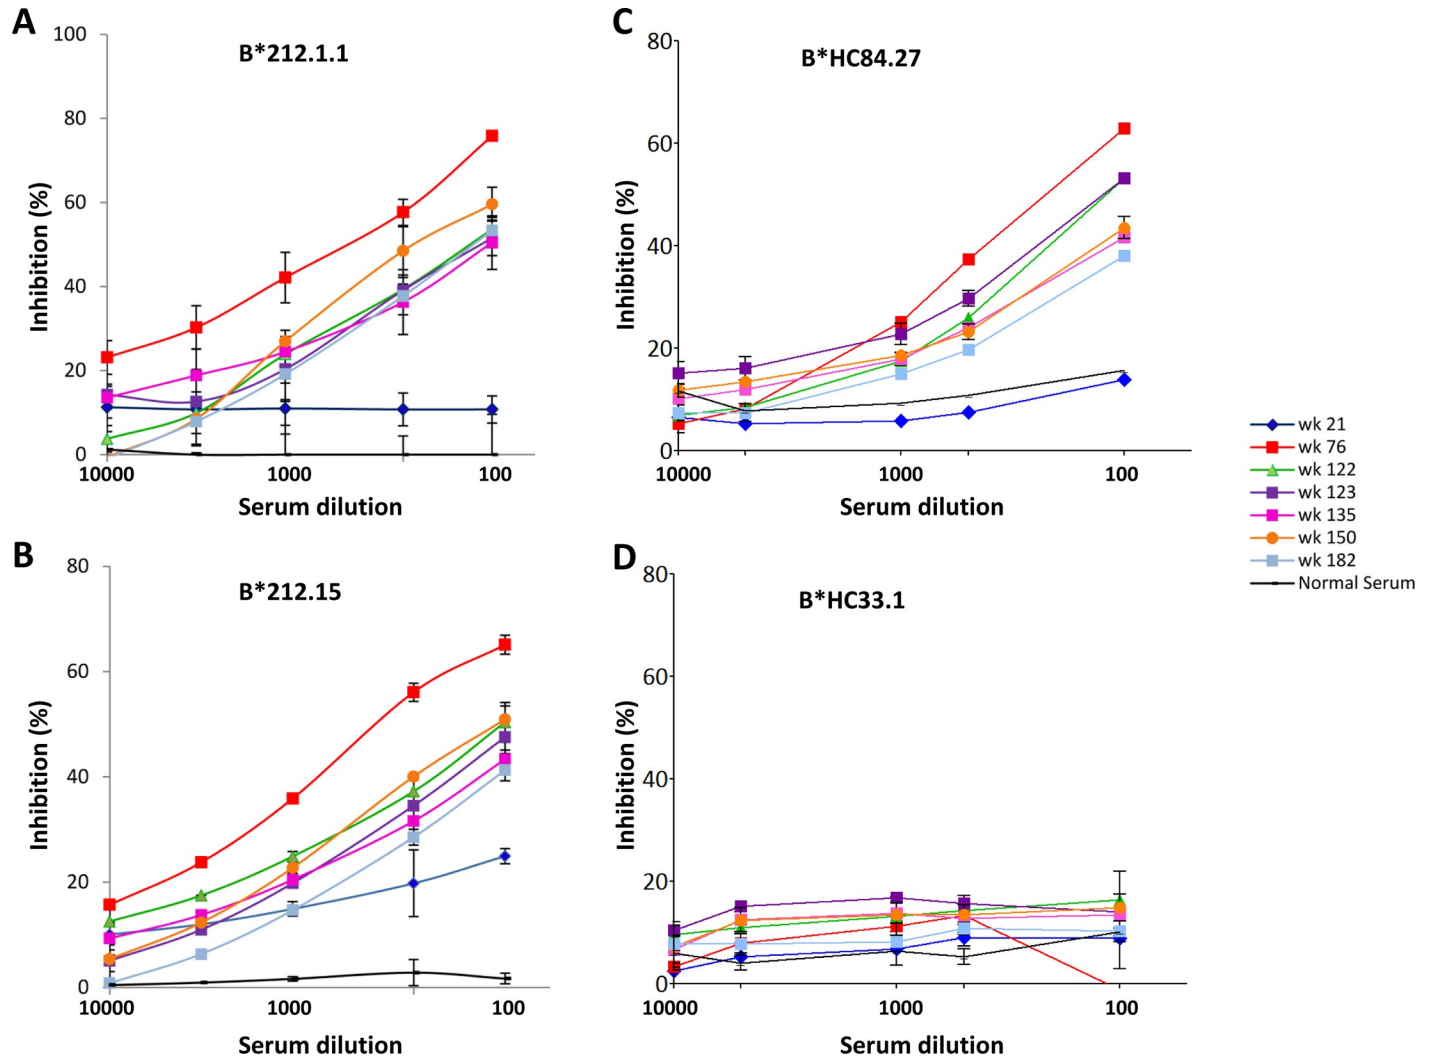 A
B*212.1.1
100
80
60
40
20
0
Inhibition (%)
10000 1000 100
Serum dilution
B
B*212.15
80
60
40
20
0
Inhibition (%)
10000 1000 100
Serum dilution
C
B*HC84.27
80
60
40
20
0
Inhibition (%)
10000 1000 100
Serum dilution
D
B*HC33.1
80
60
40
20
0
Inhibition (%)
10000 1000 100
Serum dilution
wk 21
wk 76
wk 122
wk 123
wk 135
wk 150
wk 182
Normal Serum